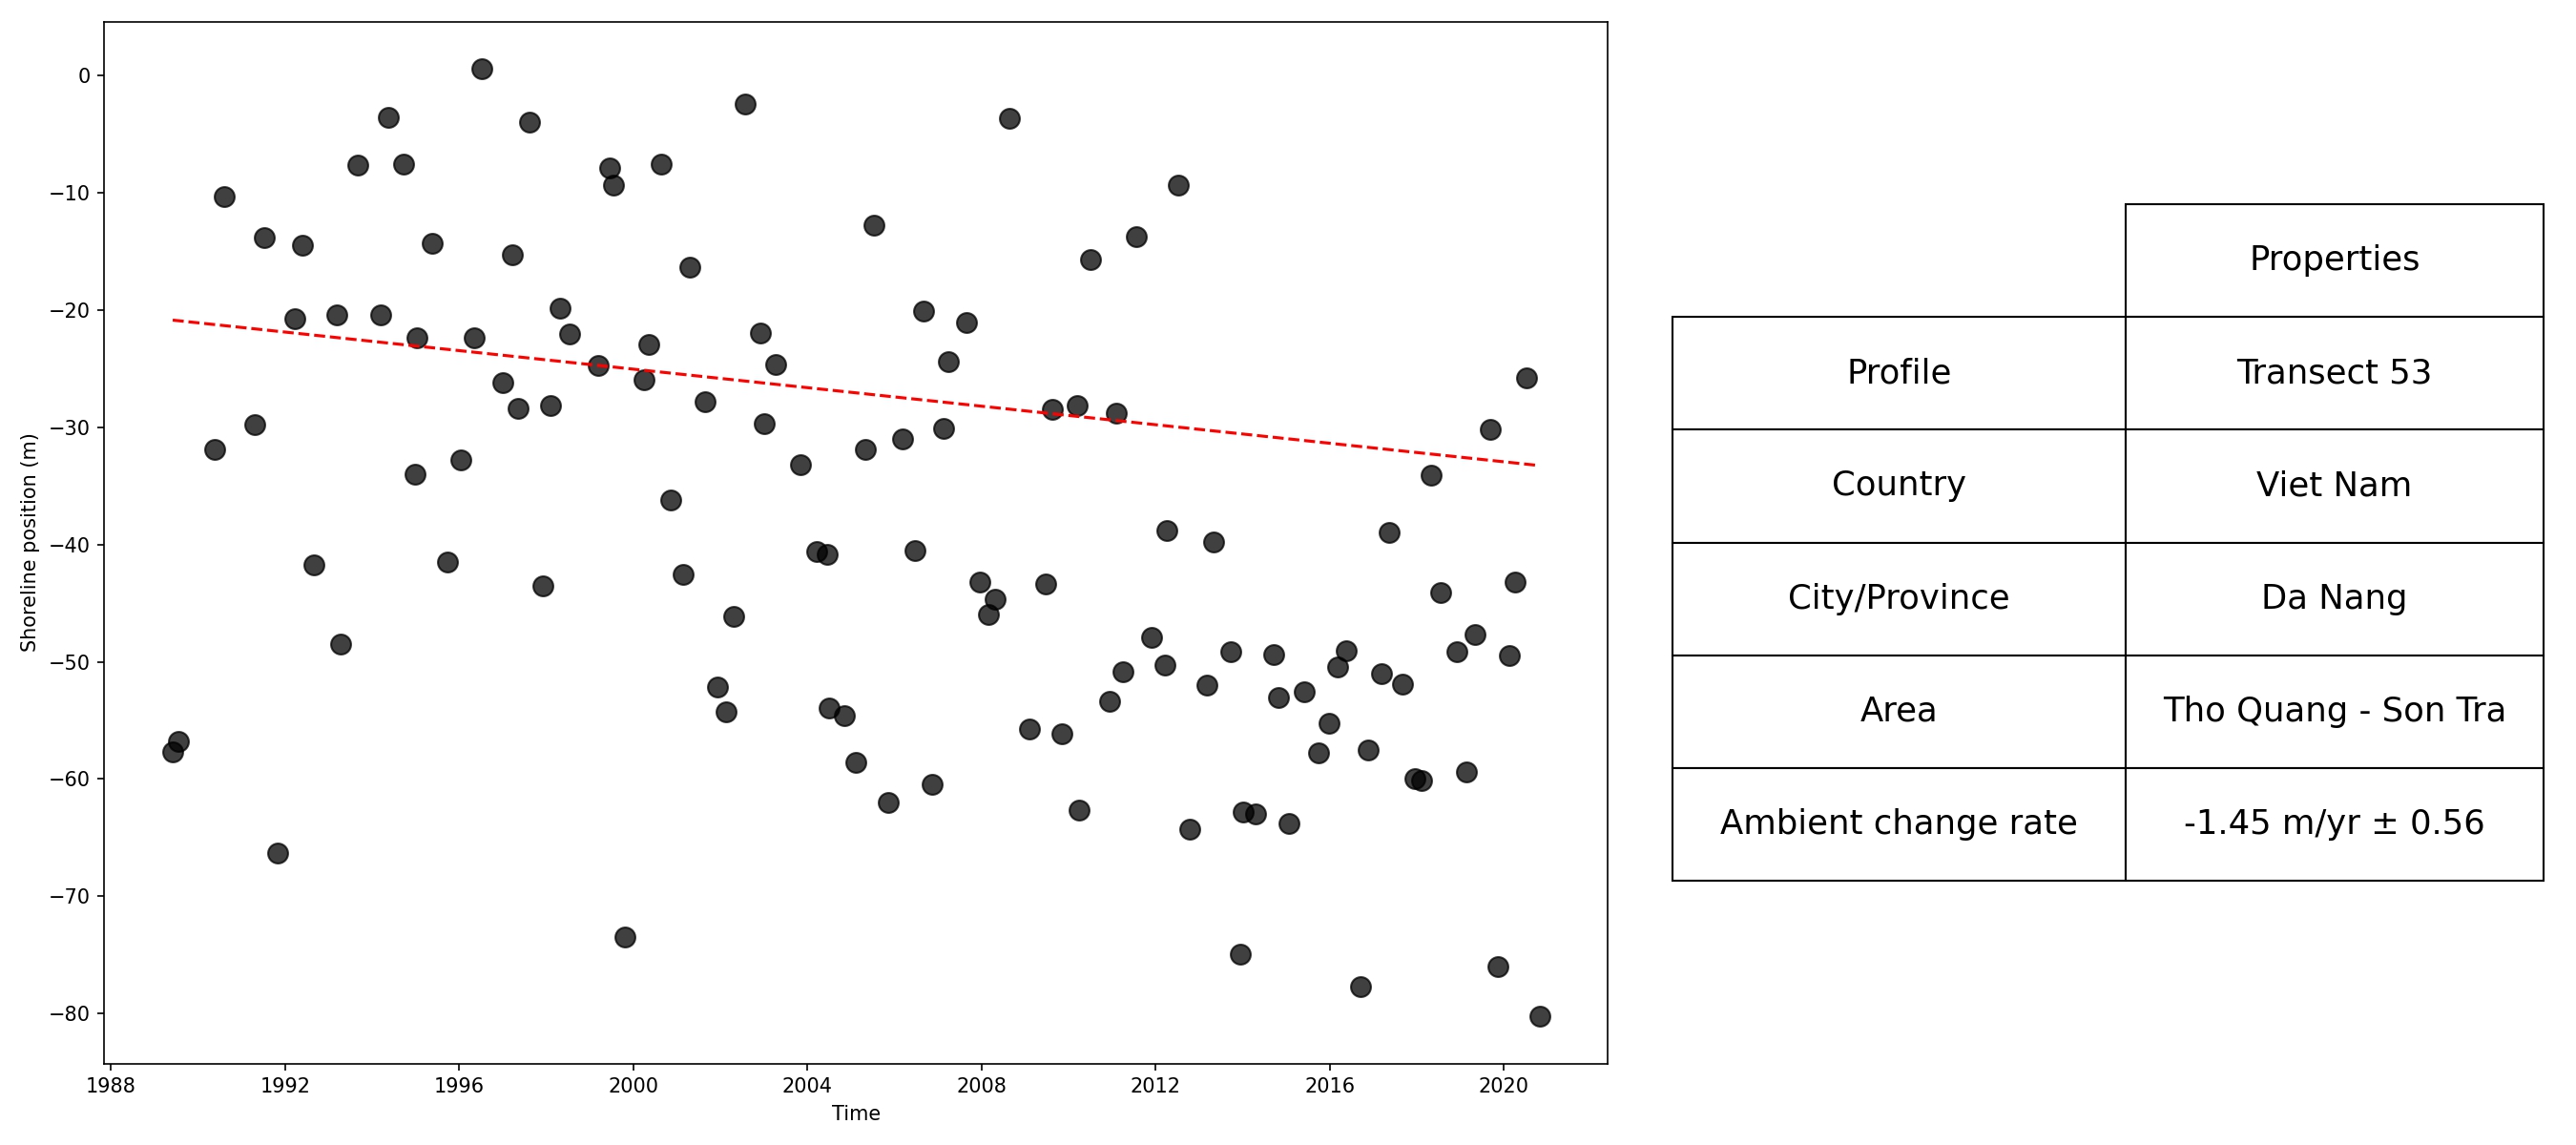 0
−10
−20
−30
−40
−50
−60
−70
−80
Shoreline position (m)
1988 1992 1996 2000 2004 2008 2012 2016 2020
Time
Properties
Profile Transect 53
Country Viet Nam
City/Province Da Nang
Area Tho Quang - Son Tra
Ambient change rate -1.45 m/yr ± 0.56